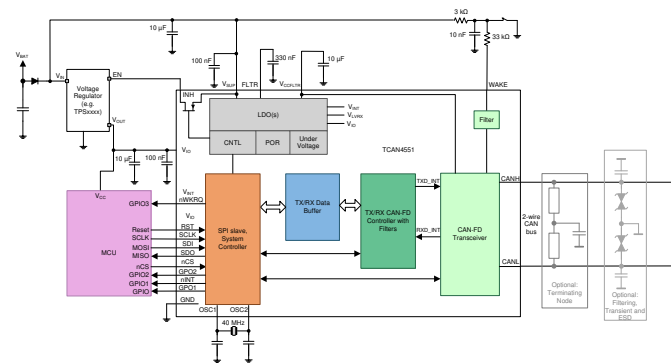 3 kΩ
10 µF
10 nF
33 kΩ
100 nF
330 nF
10 µF
VBAT
VIN
EN
Voltage
Regulator
(e.g.
TPSxxxx)
VOUT
INH
VSUP
FLTR
VCCFLTR
WAKE
LDO(s)
VINT
VLVRX
VIO
Filter
CNTL
POR
Under
Voltage
TCAN4551
VIO
10 µF
100 nF
VCC
MCU
VINT
GPIO3
nWKRQ
VIO
Reset
RST
SCLK
SCLK
MOSI
SDI
MISO
SDO
nCS
nCS
GPIO2
GPO2
GPIO1
nINT
GPIO
GPO1
GND
SPI slave,
System
Controller
TX/RX Data
Buffer
TX/RX CAN-FD
Controller with
Filters
TXD_INT
RXD_INT
CAN-FD
Transceiver
CANH
2-wire
CAN
bus
CANL
Optional:
Terminating
Node
Optional:
Filtering,
Transient and
ESD
OSC1
OSC2
40 MHz